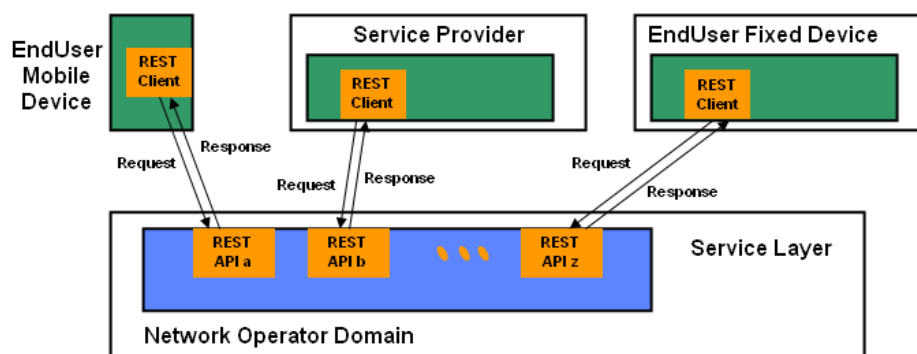 EndUser
Mobile
Device
REST
Client
Service Provider
REST
Client
EndUser Fixed Device
REST
Client
Request
Response
Request
Response
Request
Response
REST
API a
REST
API b
REST
API z
Service Layer
Network Operator Domain